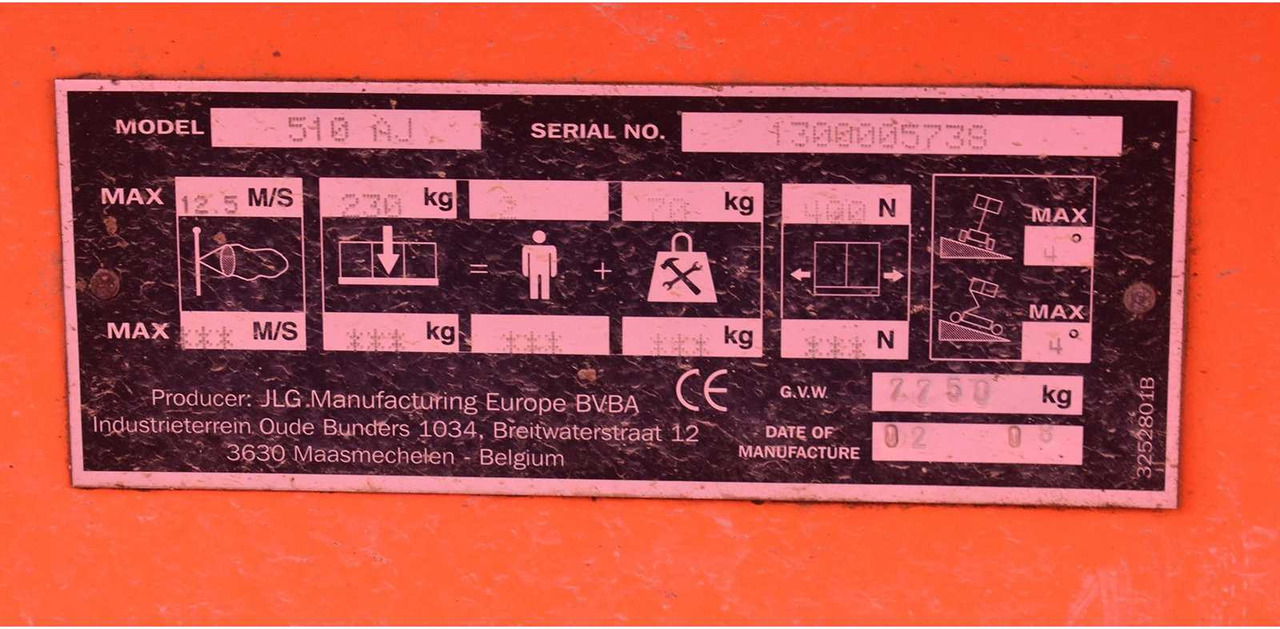 MODEL 510 AJ SERIAL NO. 1300005738
MAX 12.5 M/S 230 kg 2 70 kg 400 N MAX 4°
= +
MAX *** M/S *** kg *** *** kg *** N MAX 4°
Producer: JLG Manufacturing Europe BVBA CE G.V.W. 7750 kg
Industrieterrein Oude Bunders 1034, Breitwaterstraat 12 DATE OF MANUFACTURE 02 08
3630 Maasmechelen - Belgium
3252801B